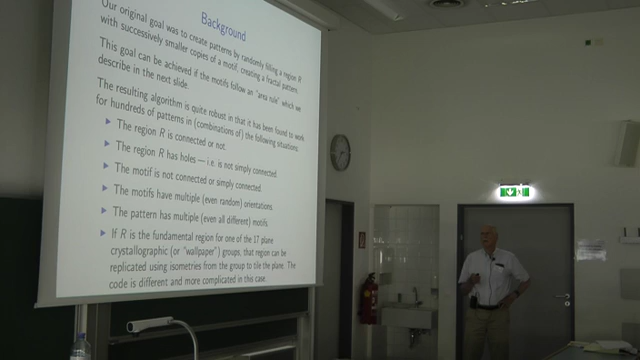 Background
Our original goal was to create patterns by randomly filling a region R
with successively smaller copies of a motif, creating a fractal pattern.
This goal can be achieved if the motifs follow an "area rule" which we
describe in the next slide.
The resulting algorithm is quite robust in that it has been found to work
for hundreds of patterns in (combinations of) the following situations:
The region R is connected or not.
The region R has holes — i.e. is not simply connected.
The motif is not connected or simply connected.
The motifs have multiple (even random) orientations.
The pattern has multiple (even all different) motifs.
If R is the fundamental region for one of the 17 plane
crystallographic (or "wallpaper") groups, that region can be
replicated using isometries from the group to tile the plane. The
code is different and more complicated in this case.